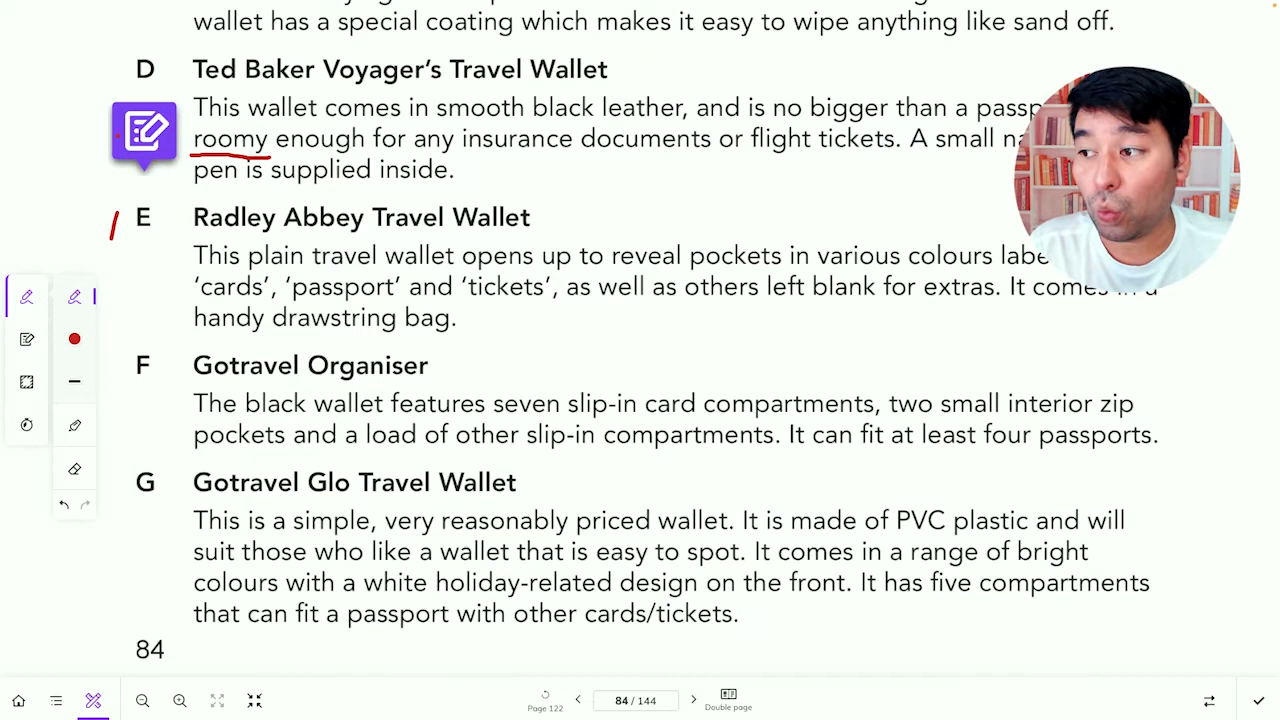 wallet has a special coating which makes it easy to wipe anything like sand off.
D Ted Baker Voyager's Travel Wallet
This wallet comes in smooth black leather, and is no bigger than a
roomy enough for any insurance documents or flight tickets. A small
pen is supplied inside.
E Radley Abbey Travel Wallet
This plain travel wallet opens up to reveal pockets in various colours
'cards', 'passport' and 'tickets', as well as others left blank for extras. It comes in a
handy drawstring bag.
F Gotravel Organiser
The black wallet features seven slip-in card compartments, two small interior zip
pockets and a load of other slip-in compartments. It can fit at least four passports.
G Gotravel Glo Travel Wallet
This is a simple, very reasonably priced wallet. It is made of PVC plastic and will
suit those who like a wallet that is easy to spot. It comes in a range of bright
colours with a white holiday-related design on the front. It has five compartments
that can fit a passport with other cards/tickets.
84
Page 122
84 / 144
Double page